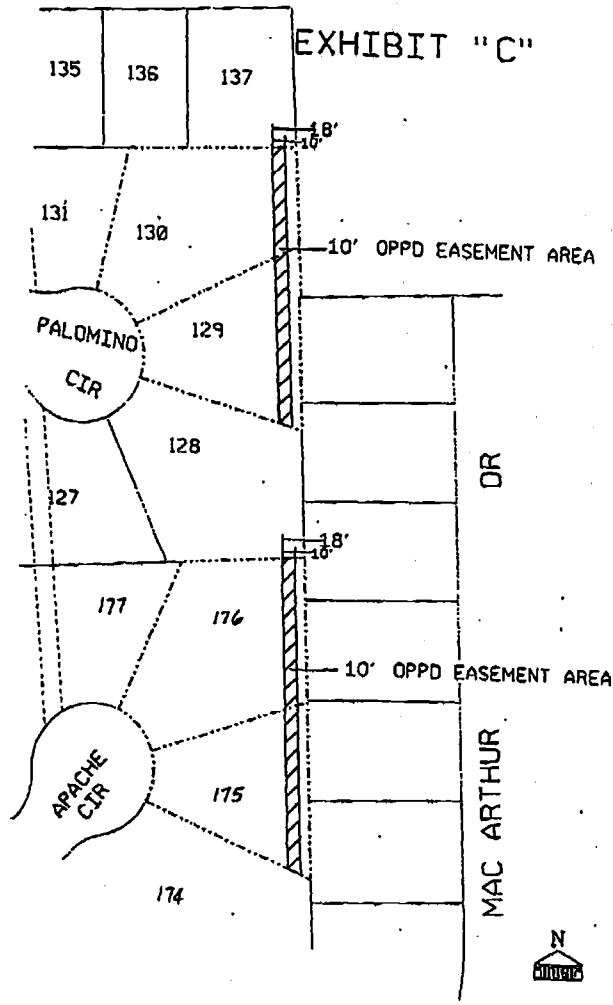 EXHIBIT "C"
135
136
137
18'
10'
131
130
10' OPPD EASEMENT AREA
129
PALOMINO
CIR
128
DR
127
18'
10'
177
176
10' OPPD EASEMENT AREA
APACHE
CIR
175
MAC ARTHUR
174
N